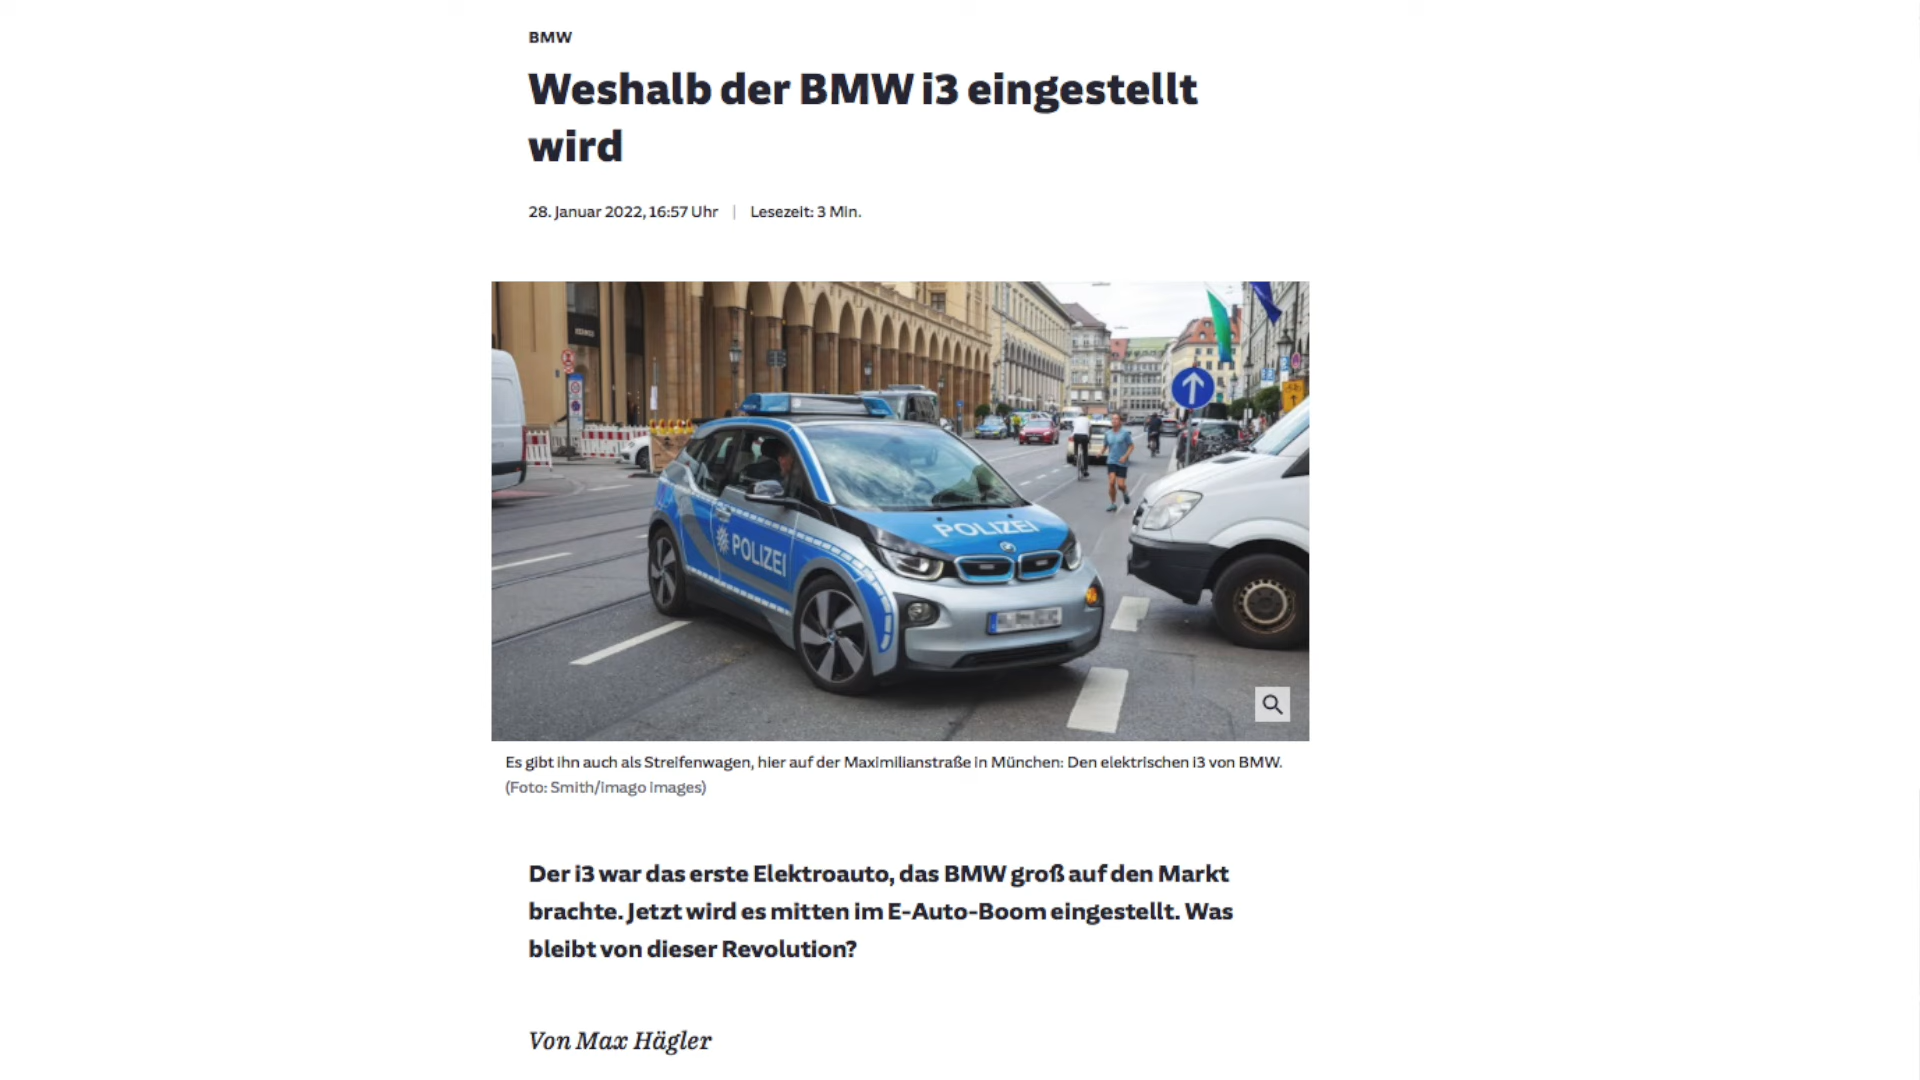 BMW
Weshalb der BMW i3 eingestellt
wird
28. Januar 2022, 16:57 Uhr | Lesezeit: 3 Min.
POLIZEI
POLIZEI
Es gibt ihn auch als Streifenwagen, hier auf der Maximilianstraße in München: Den elektrischen i3 von BMW.
(Foto: Smith/imago images)
Der i3 war das erste Elektroauto, das BMW groß auf den Markt
brachte. Jetzt wird es mitten im E-Auto-Boom eingestellt. Was
bleibt von dieser Revolution?
Von Max Hägler